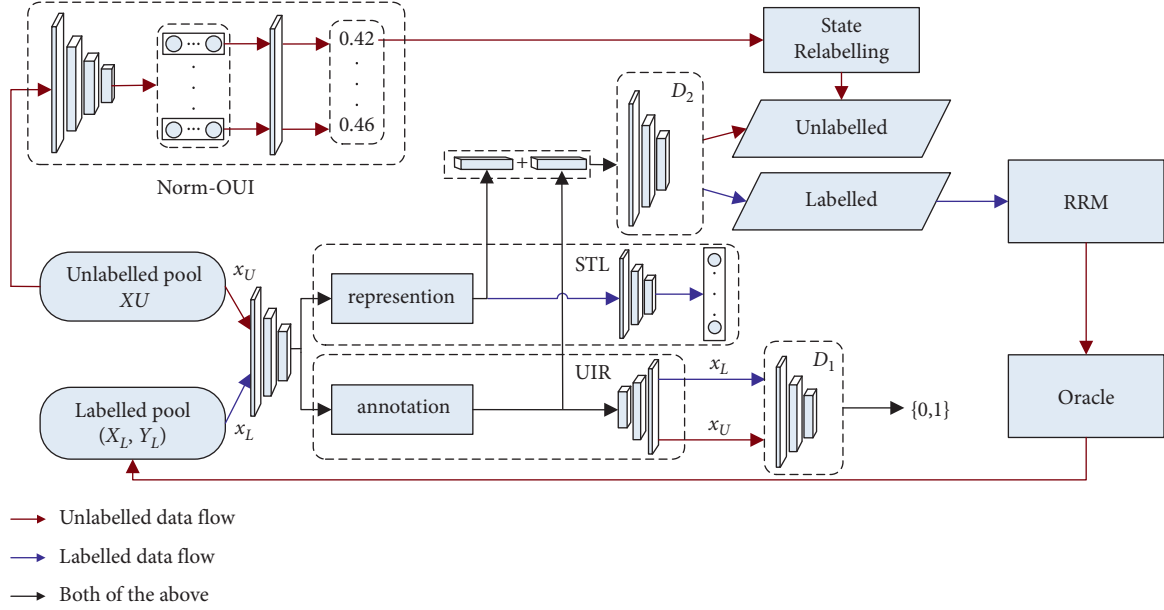 0.42
0.46
Norm-OUI
State
Relabelling
D2
Unlabelled
Labelled
RRM
Oracle
+
Unlabelled pool
XU
xU
Labelled pool
(XL, YL)
xL
STL
represention
UIR
annotation
xL
xU
D1
{0,1}
Unlabelled data flow
Labelled data flow
Both of the above